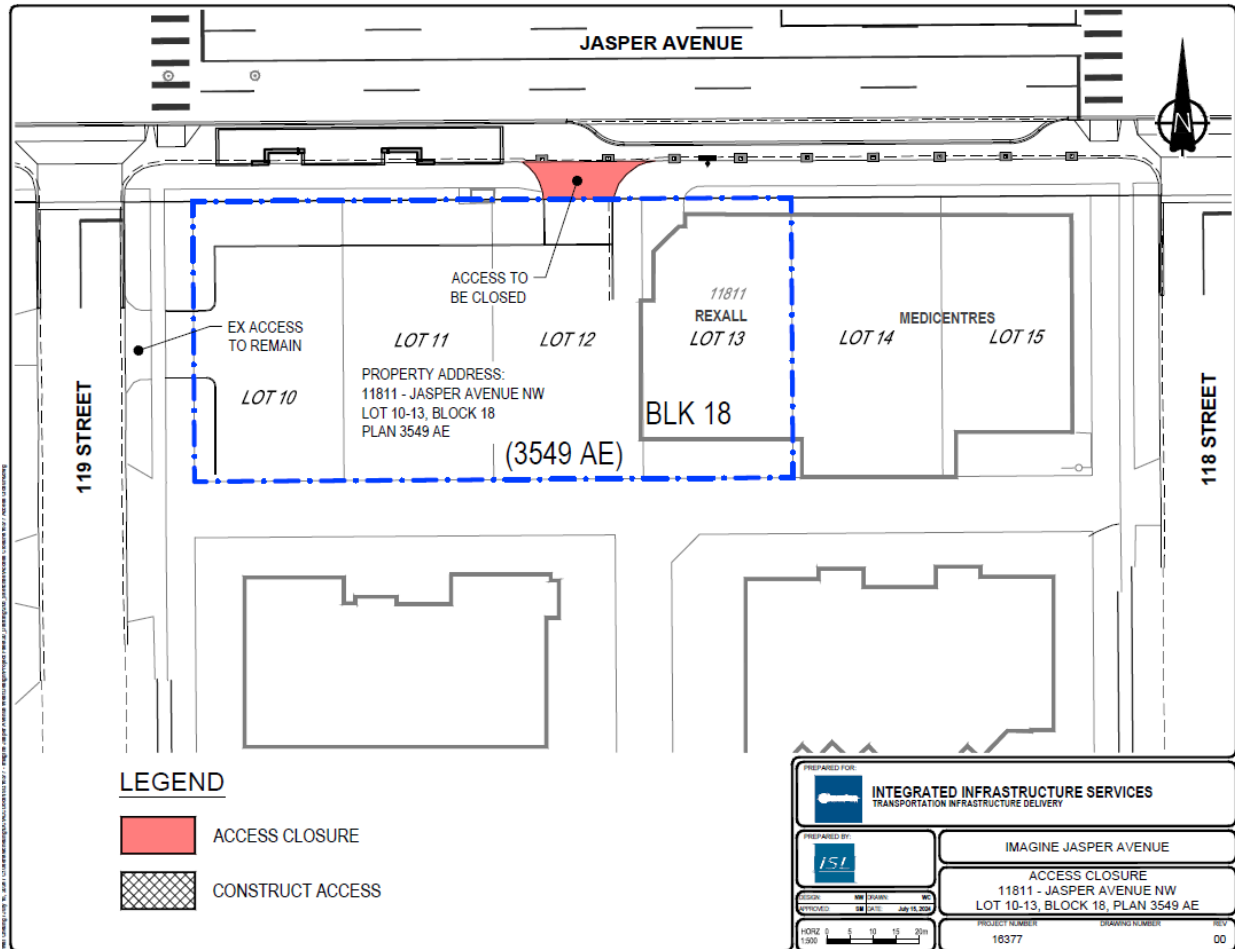 JASPER AVENUE
N
ACCESS TO
BE CLOSED
EX ACCESS
TO REMAIN
11811
REXALL
LOT 13
MEDICENTRES
LOT 14
LOT 15
LOT 11
LOT 12
LOT 10
PROPERTY ADDRESS:
11811 - JASPER AVENUE NW
LOT 10-13, BLOCK 18
PLAN 3549 AE
BLK 18
(3549 AE)
119 STREET
118 STREET
LEGEND
ACCESS CLOSURE
CONSTRUCT ACCESS
PREPARED FOR:
INTEGRATED INFRASTRUCTURE SERVICES
TRANSPORTATION INFRASTRUCTURE DELIVERY
PREPARED BY:
ISL
IMAGINE JASPER AVENUE
ACCESS CLOSURE
11811 - JASPER AVENUE NW
LOT 10-13, BLOCK 18, PLAN 3549 AE
DESIGN: NW DRAWN: WC
APPROVED: SM DATE: July 15, 2024
HORZ 0 5 10 15 20m
1:500
PROJECT NUMBER DRAWING NUMBER REV
16377 00